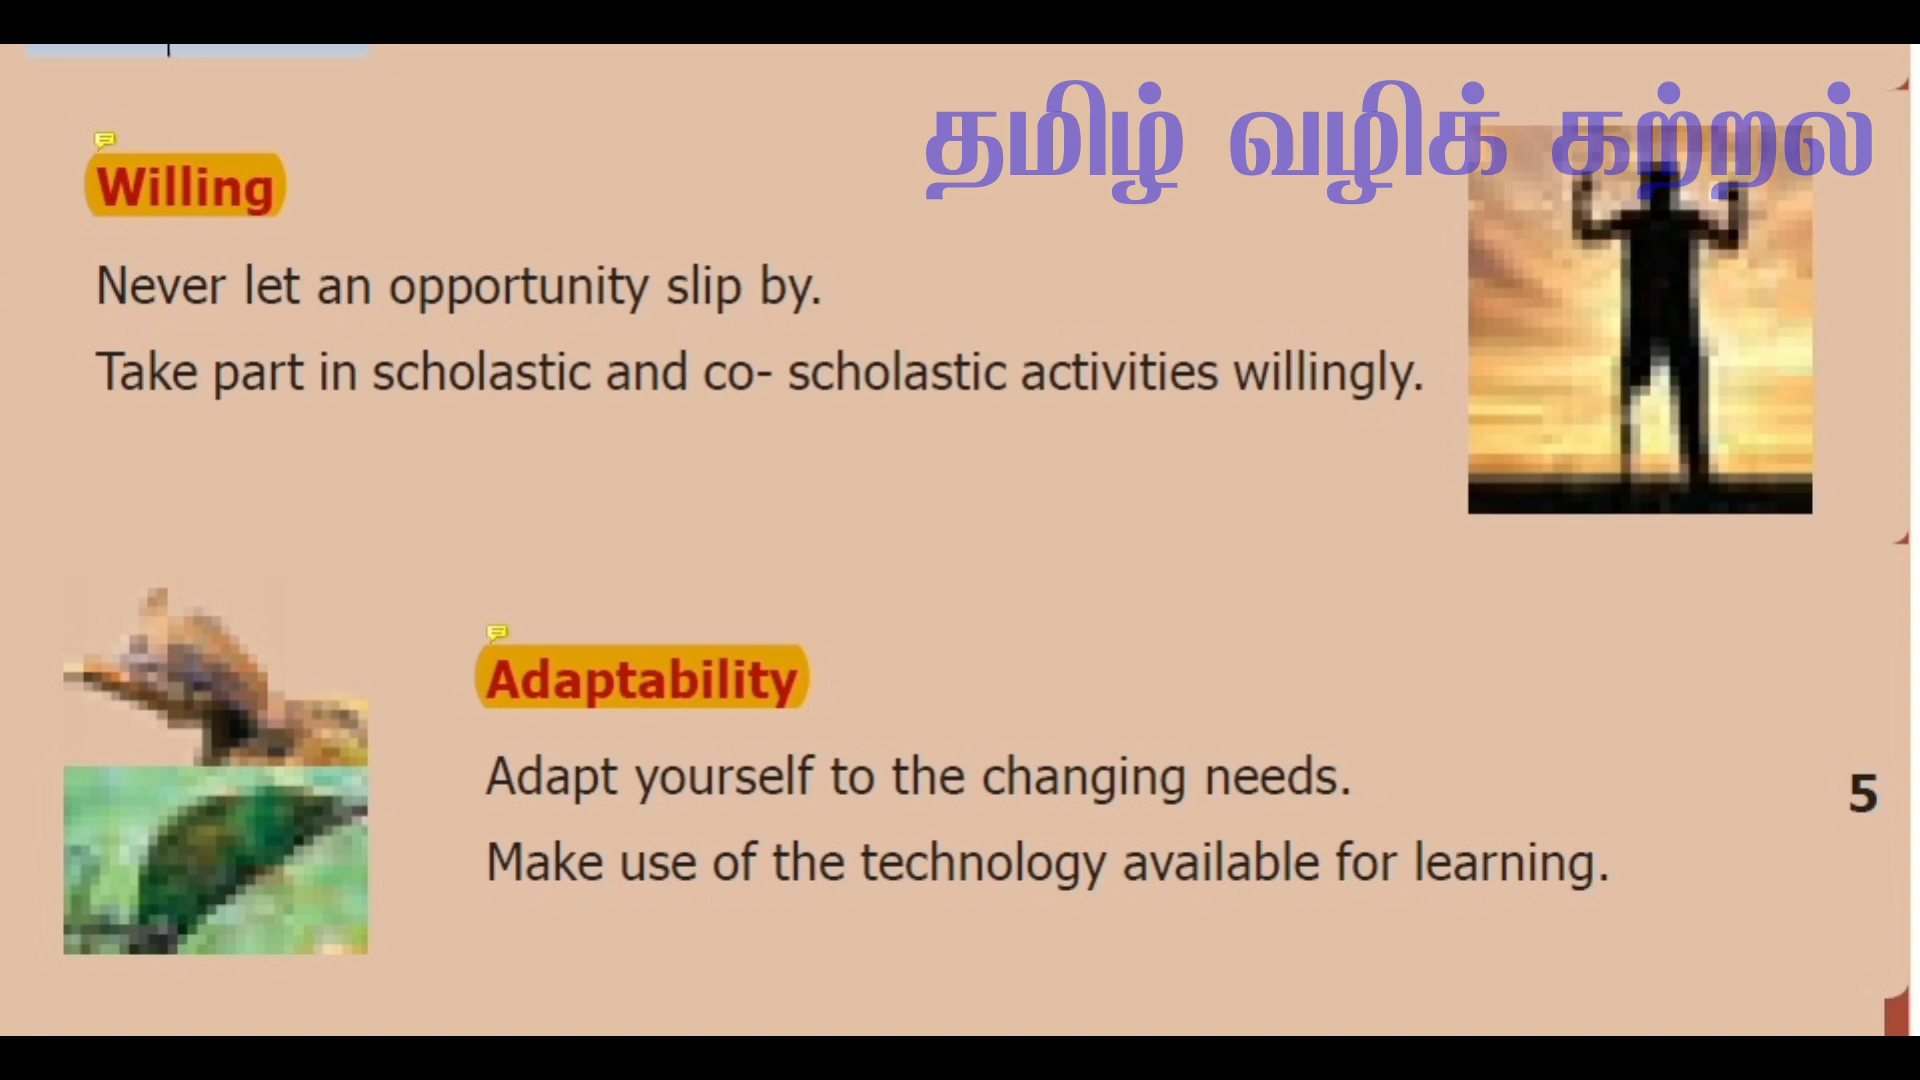 தமிழ் வழிக் கற்றல்
Willing
Never let an opportunity slip by.
Take part in scholastic and co- scholastic activities willingly.
Adaptability
Adapt yourself to the changing needs.
5
Make use of the technology available for learning.